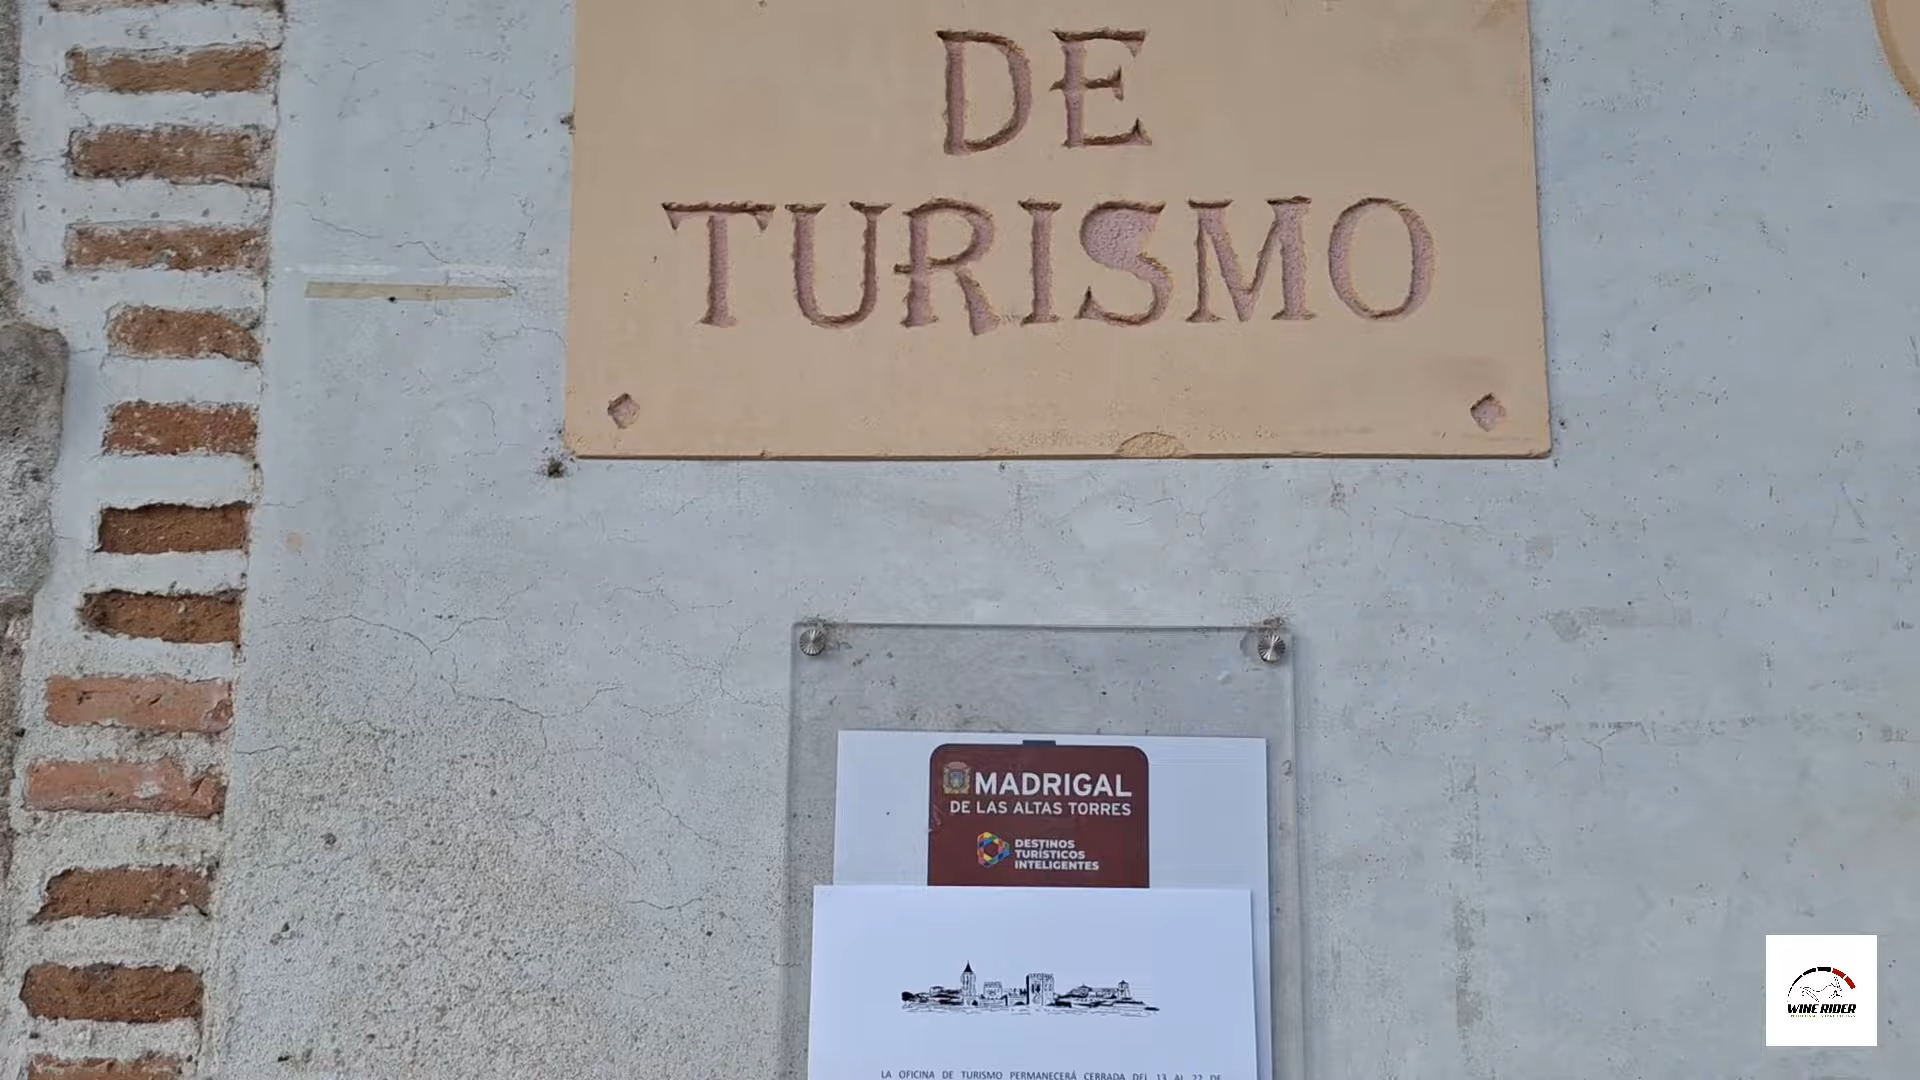 DE
TURISMO
MADRIGAL
DE LAS ALTAS TORRES
DESTINOS
TURÍSTICOS
INTELIGENTES
LA OFICINA DE TURISMO PERMANECERÁ CERRADA DEL 13 AL 22 DE
WINE RIDER